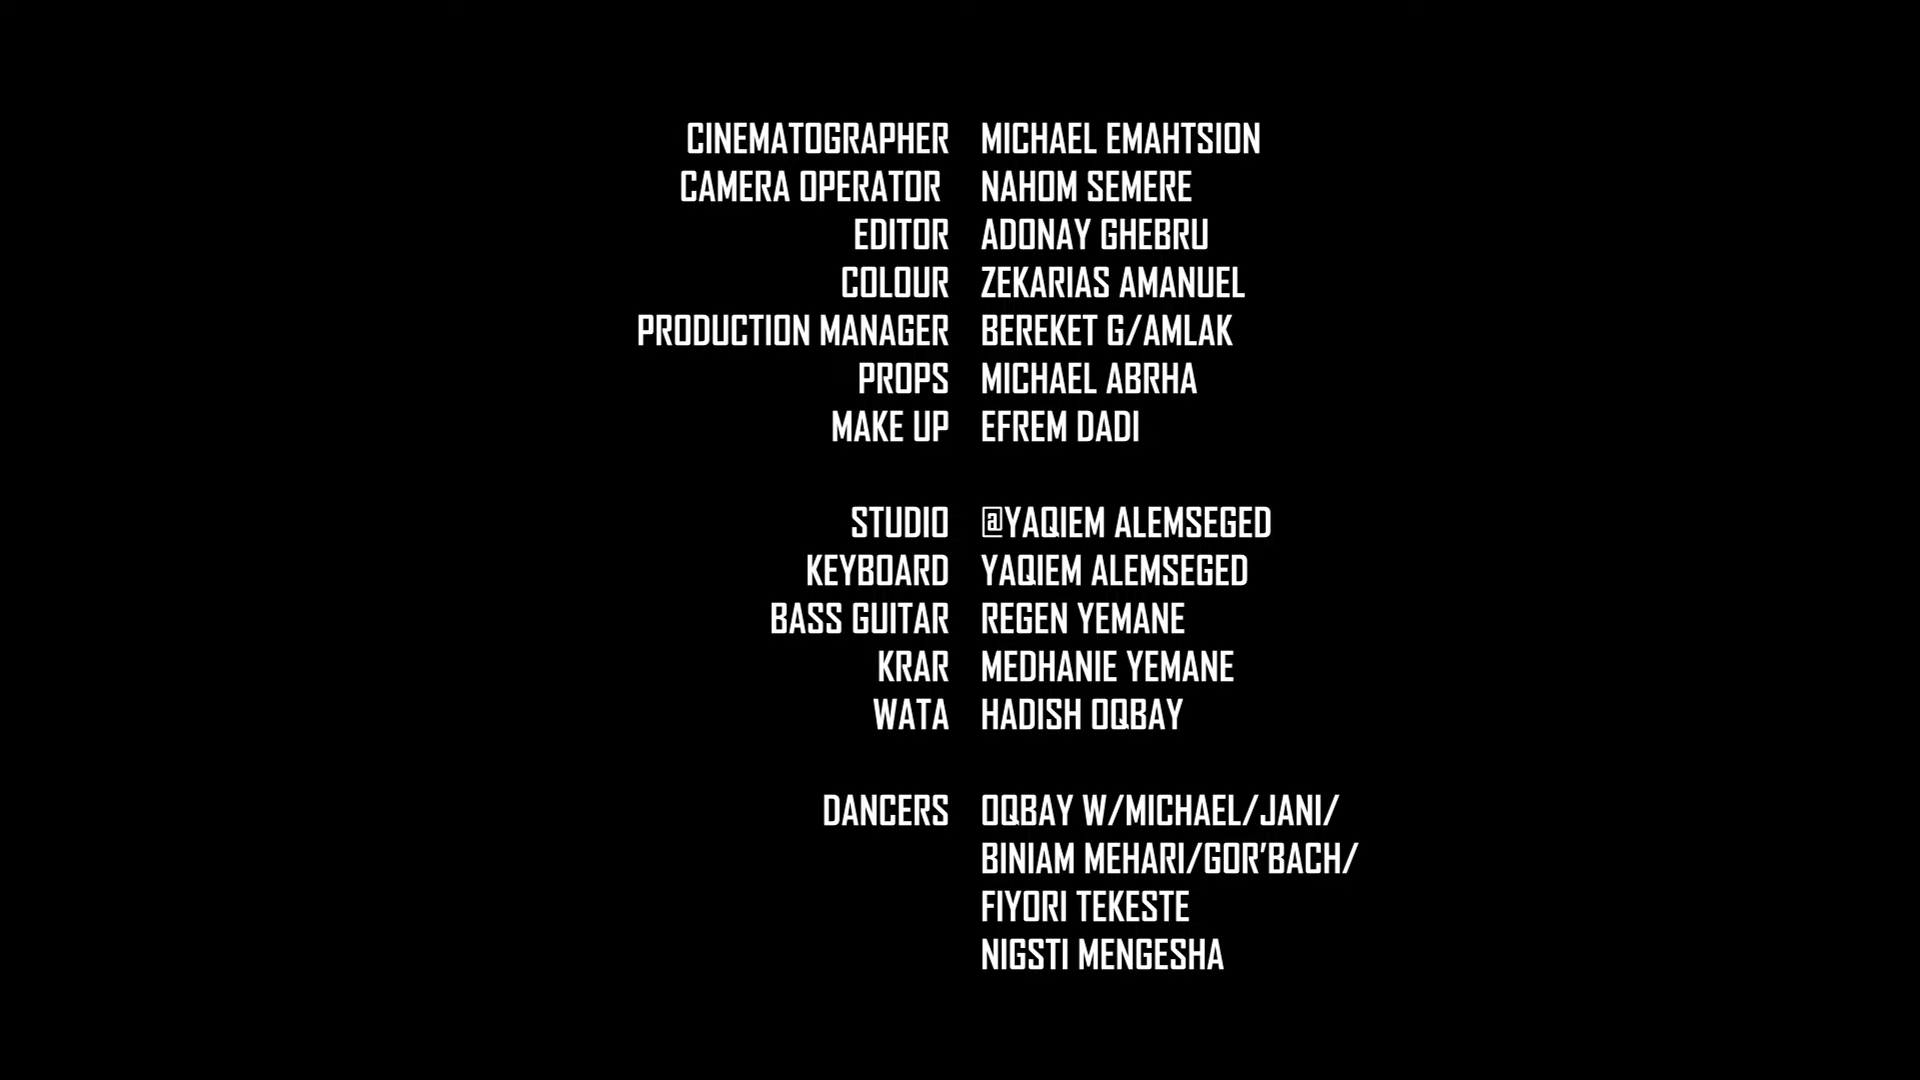 CINEMATOGRAPHER MICHAEL EMAHTSION
CAMERA OPERATOR NAHOM SEMERE
EDITOR ADONAY GHEBRU
COLOUR ZEKARIAS AMANUEL
PRODUCTION MANAGER BEREKET G/AMLAK
PROPS MICHAEL ABRHA
MAKE UP EFREM DADI
STUDIO @YAQIEM ALEMSEGED
KEYBOARD YAQIEM ALEMSEGED
BASS GUITAR REGEN YEMANE
KRAR MEDHANIE YEMANE
WATA HADISH OQBAY
DANCERS OQBAY W/MICHAEL/JANI/
BINIAM MEHARI/GOR'BACH/
FIYORI TEKESTE
NIGSTI MENGESHA